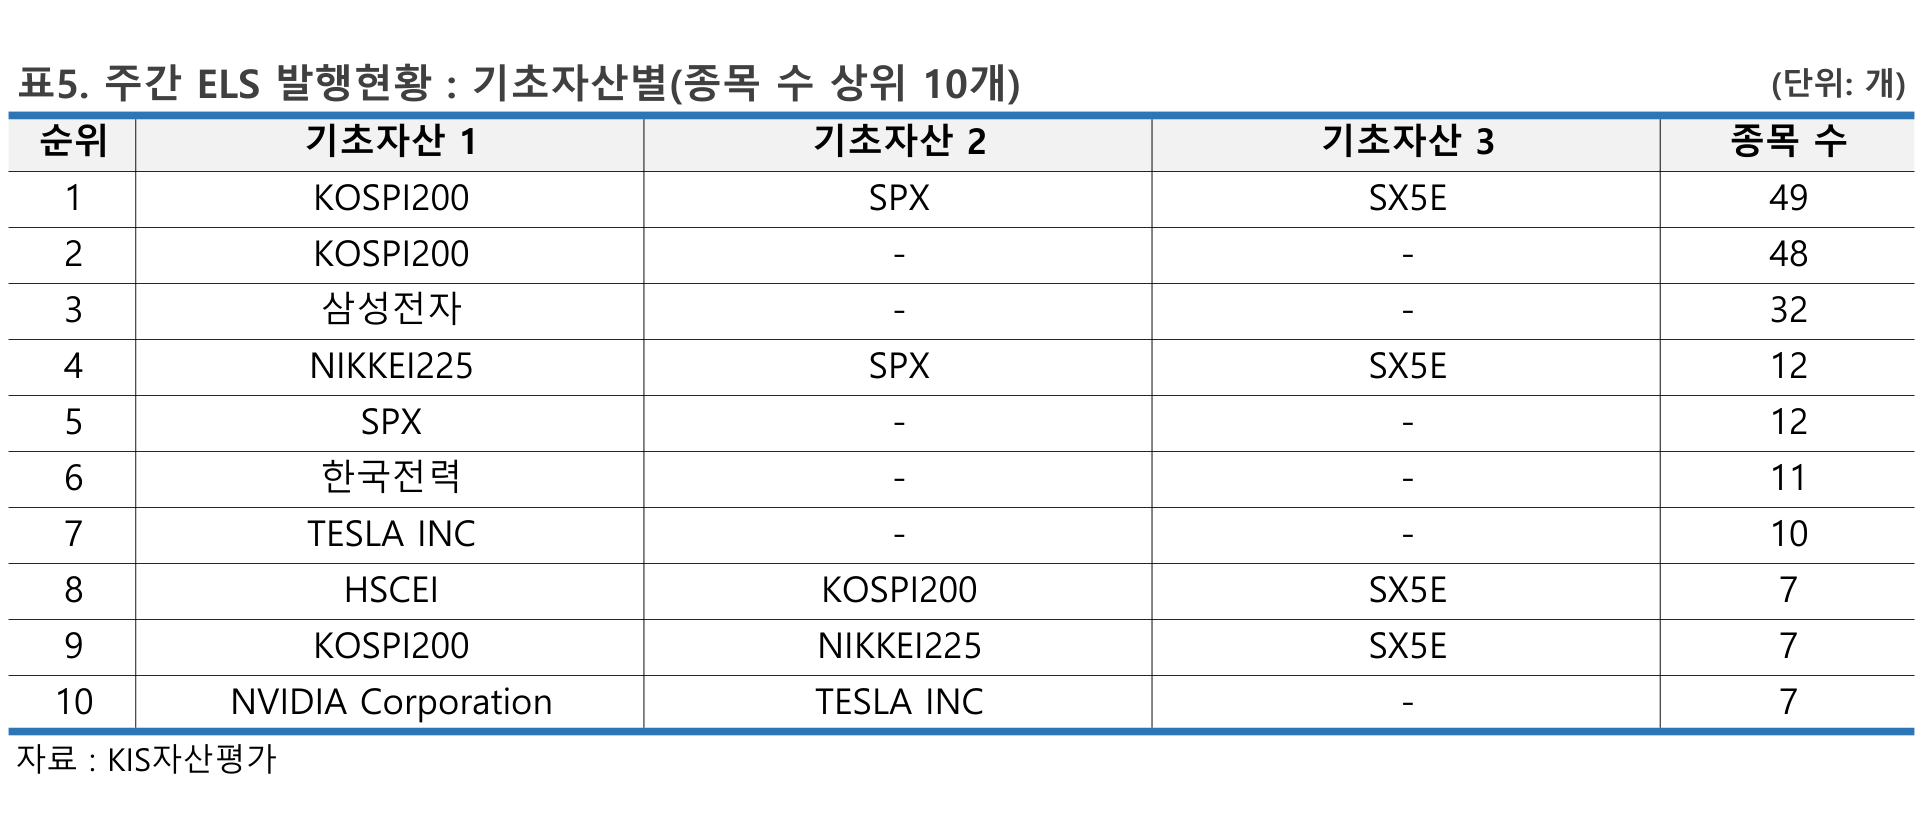 표5. 주간 ELS 발행현황 : 기초자산별(종목 수 상위 10개) (단위: 개)
순위 기초자산 1 기초자산 2 기초자산 3 종목 수
1 KOSPI200 SPX SX5E 49
2 KOSPI200 - - 48
3 삼성전자 - - 32
4 NIKKEI225 SPX SX5E 12
5 SPX - - 12
6 한국전력 - - 11
7 TESLA INC - - 10
8 HSCEI KOSPI200 SX5E 7
9 KOSPI200 NIKKEI225 SX5E 7
10 NVIDIA Corporation TESLA INC - 7
자료 : KIS자산평가